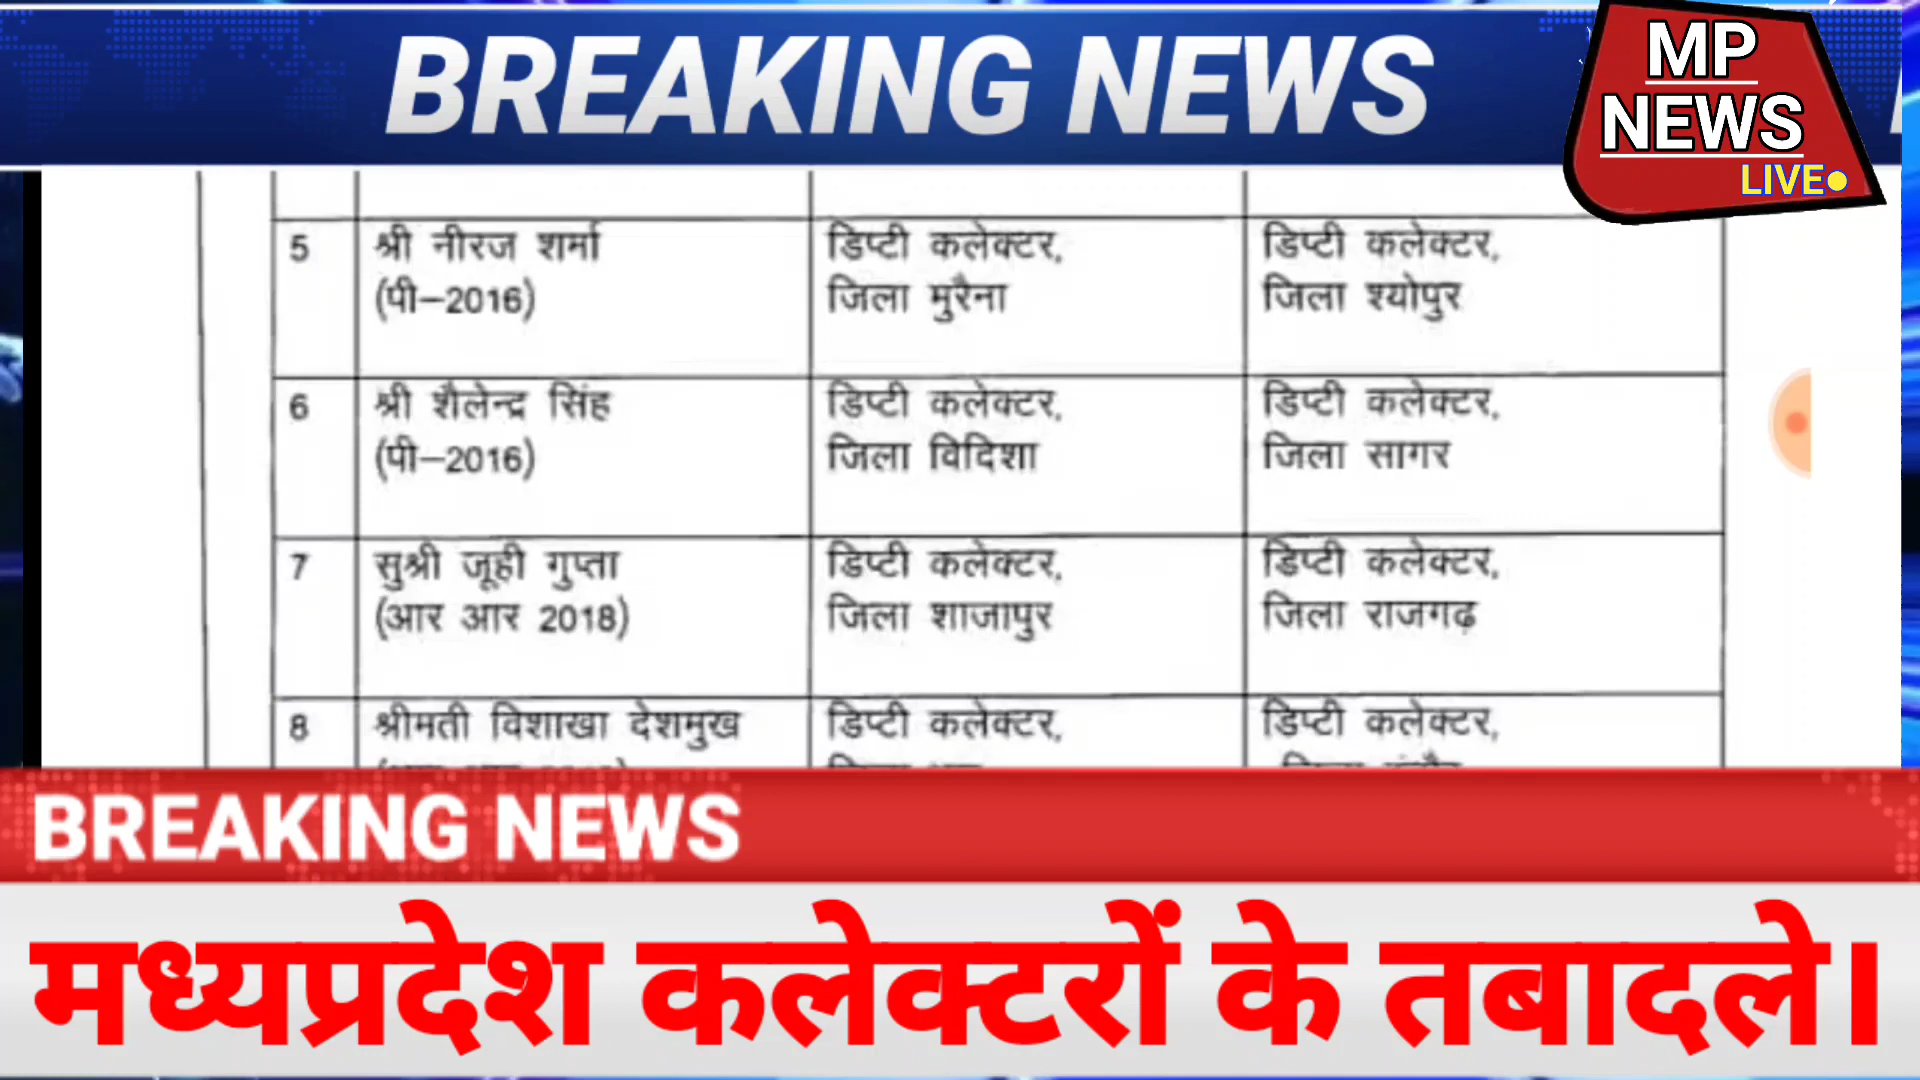 BREAKING NEWS
MP
NEWS
LIVE
5 श्री नीरज शर्मा डिप्टी कलेक्टर, डिप्टी कलेक्टर,
(पी–2016) जिला मुरैना जिला श्योपुर
6 श्री शैलेन्द्र सिंह डिप्टी कलेक्टर, डिप्टी कलेक्टर,
(पी–2016) जिला विदिशा जिला सागर
7 सुश्री जूही गुप्ता डिप्टी कलेक्टर, डिप्टी कलेक्टर,
(आर आर 2018) जिला शाजापुर जिला राजगढ़
8 श्रीमती विशाखा देशमुख डिप्टी कलेक्टर, डिप्टी कलेक्टर,
BREAKING NEWS
मध्यप्रदेश कलेक्टरों के तबादले।